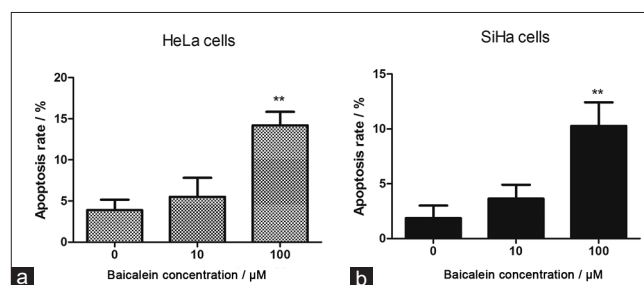 HeLa cells
Apoptosis rate / %
20
15
10
5
0
**
0 10 100
Baicalein concentration / µM
a
SiHa cells
Apoptosis rate / %
15
10
5
0
**
0 10 100
Baicalein concentration / µM
b